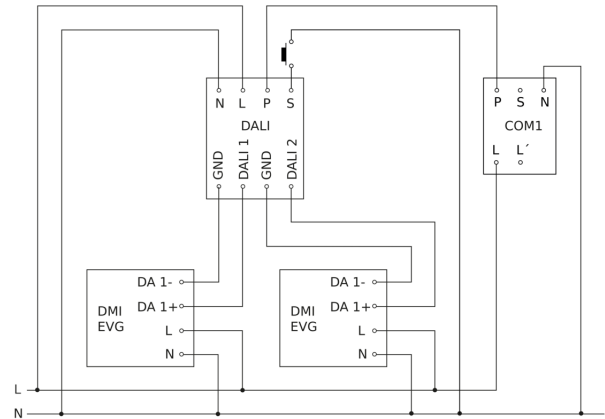 N L P S
DALI
GND DALI 1 GND DALI 2
P S N
COM1
L L´
DA 1-
DMI DA 1+
EVG L
N
DA 1-
DMI DA 1+
EVG L
N
L
N